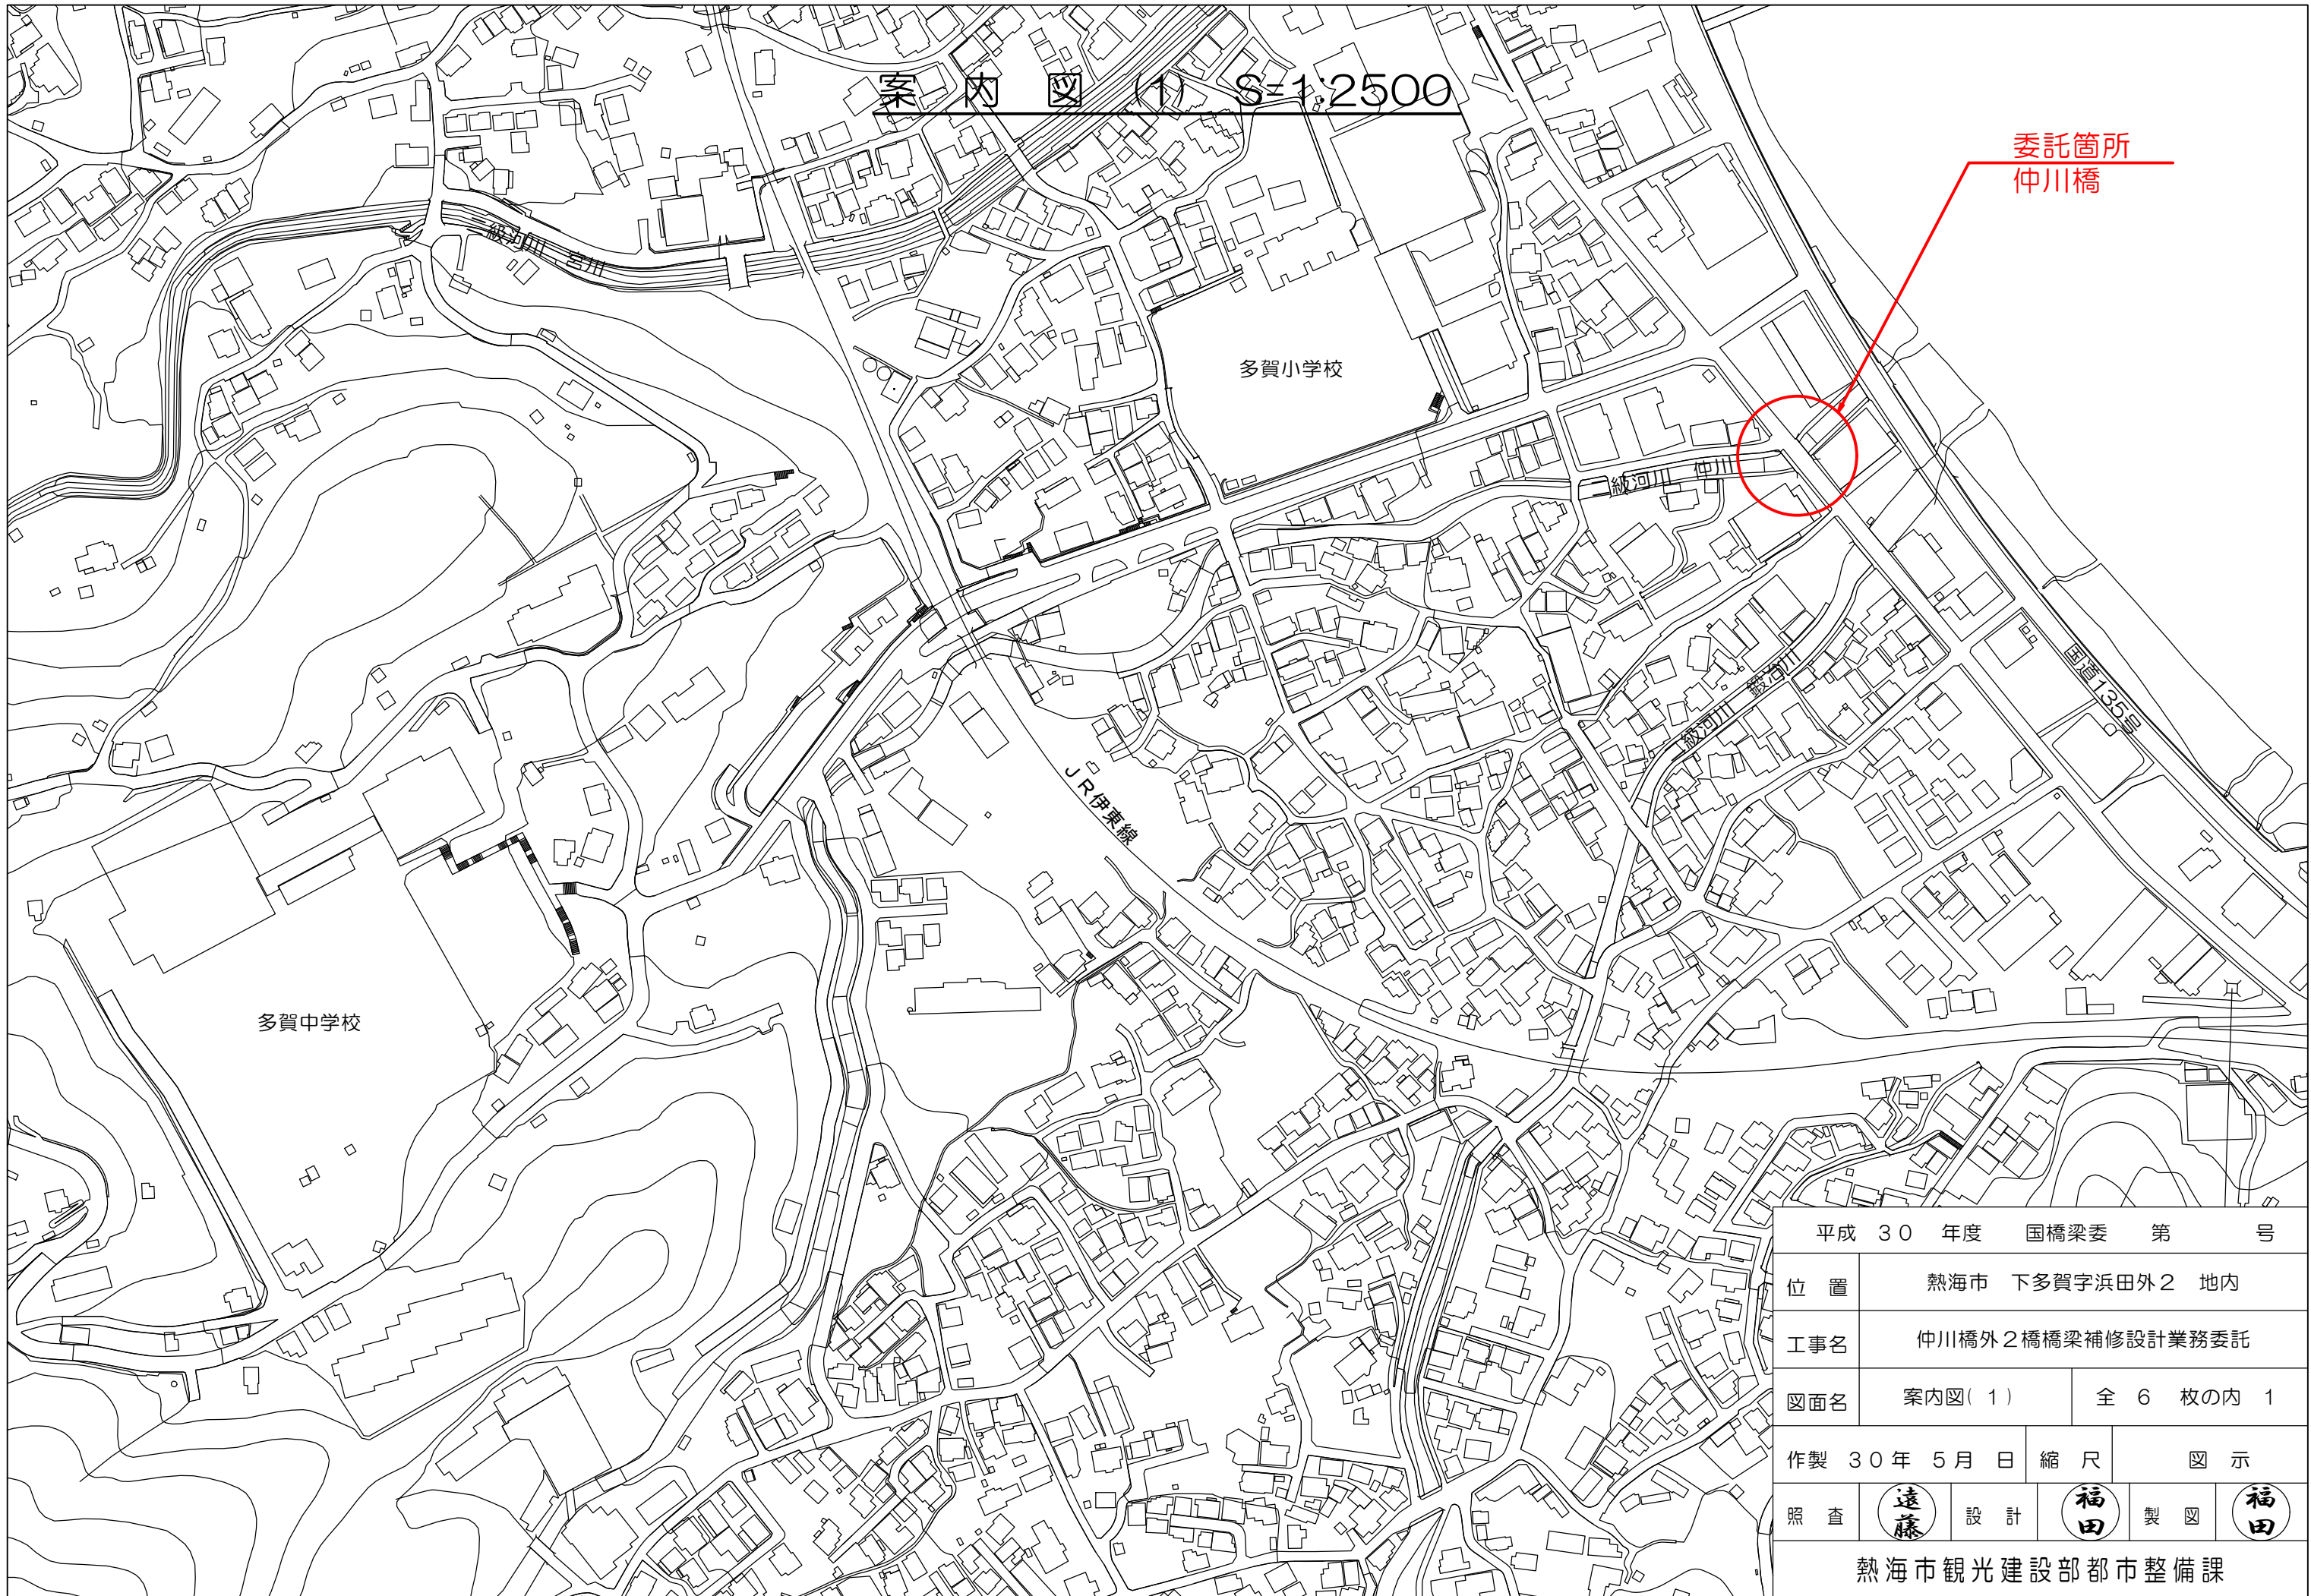 案内図 (1) S=1:2500
委託箇所
仲川橋
級河川 宮川
多賀小学校
級河川 仲川
国道135号
級河川 鍛冶川
JR伊東線
多賀中学校
平成 30 年度 国橋梁委 第 号
位置 熱海市 下多賀字浜田外2 地内
工事名 仲川橋外2橋橋梁補修設計業務委託
図面名 案内図(1) 全 6 枚の内 1
作製 30年 5月 日 縮尺 図示
照査 遠藤 設計 福田 製図 福田
熱海市観光建設部都市整備課